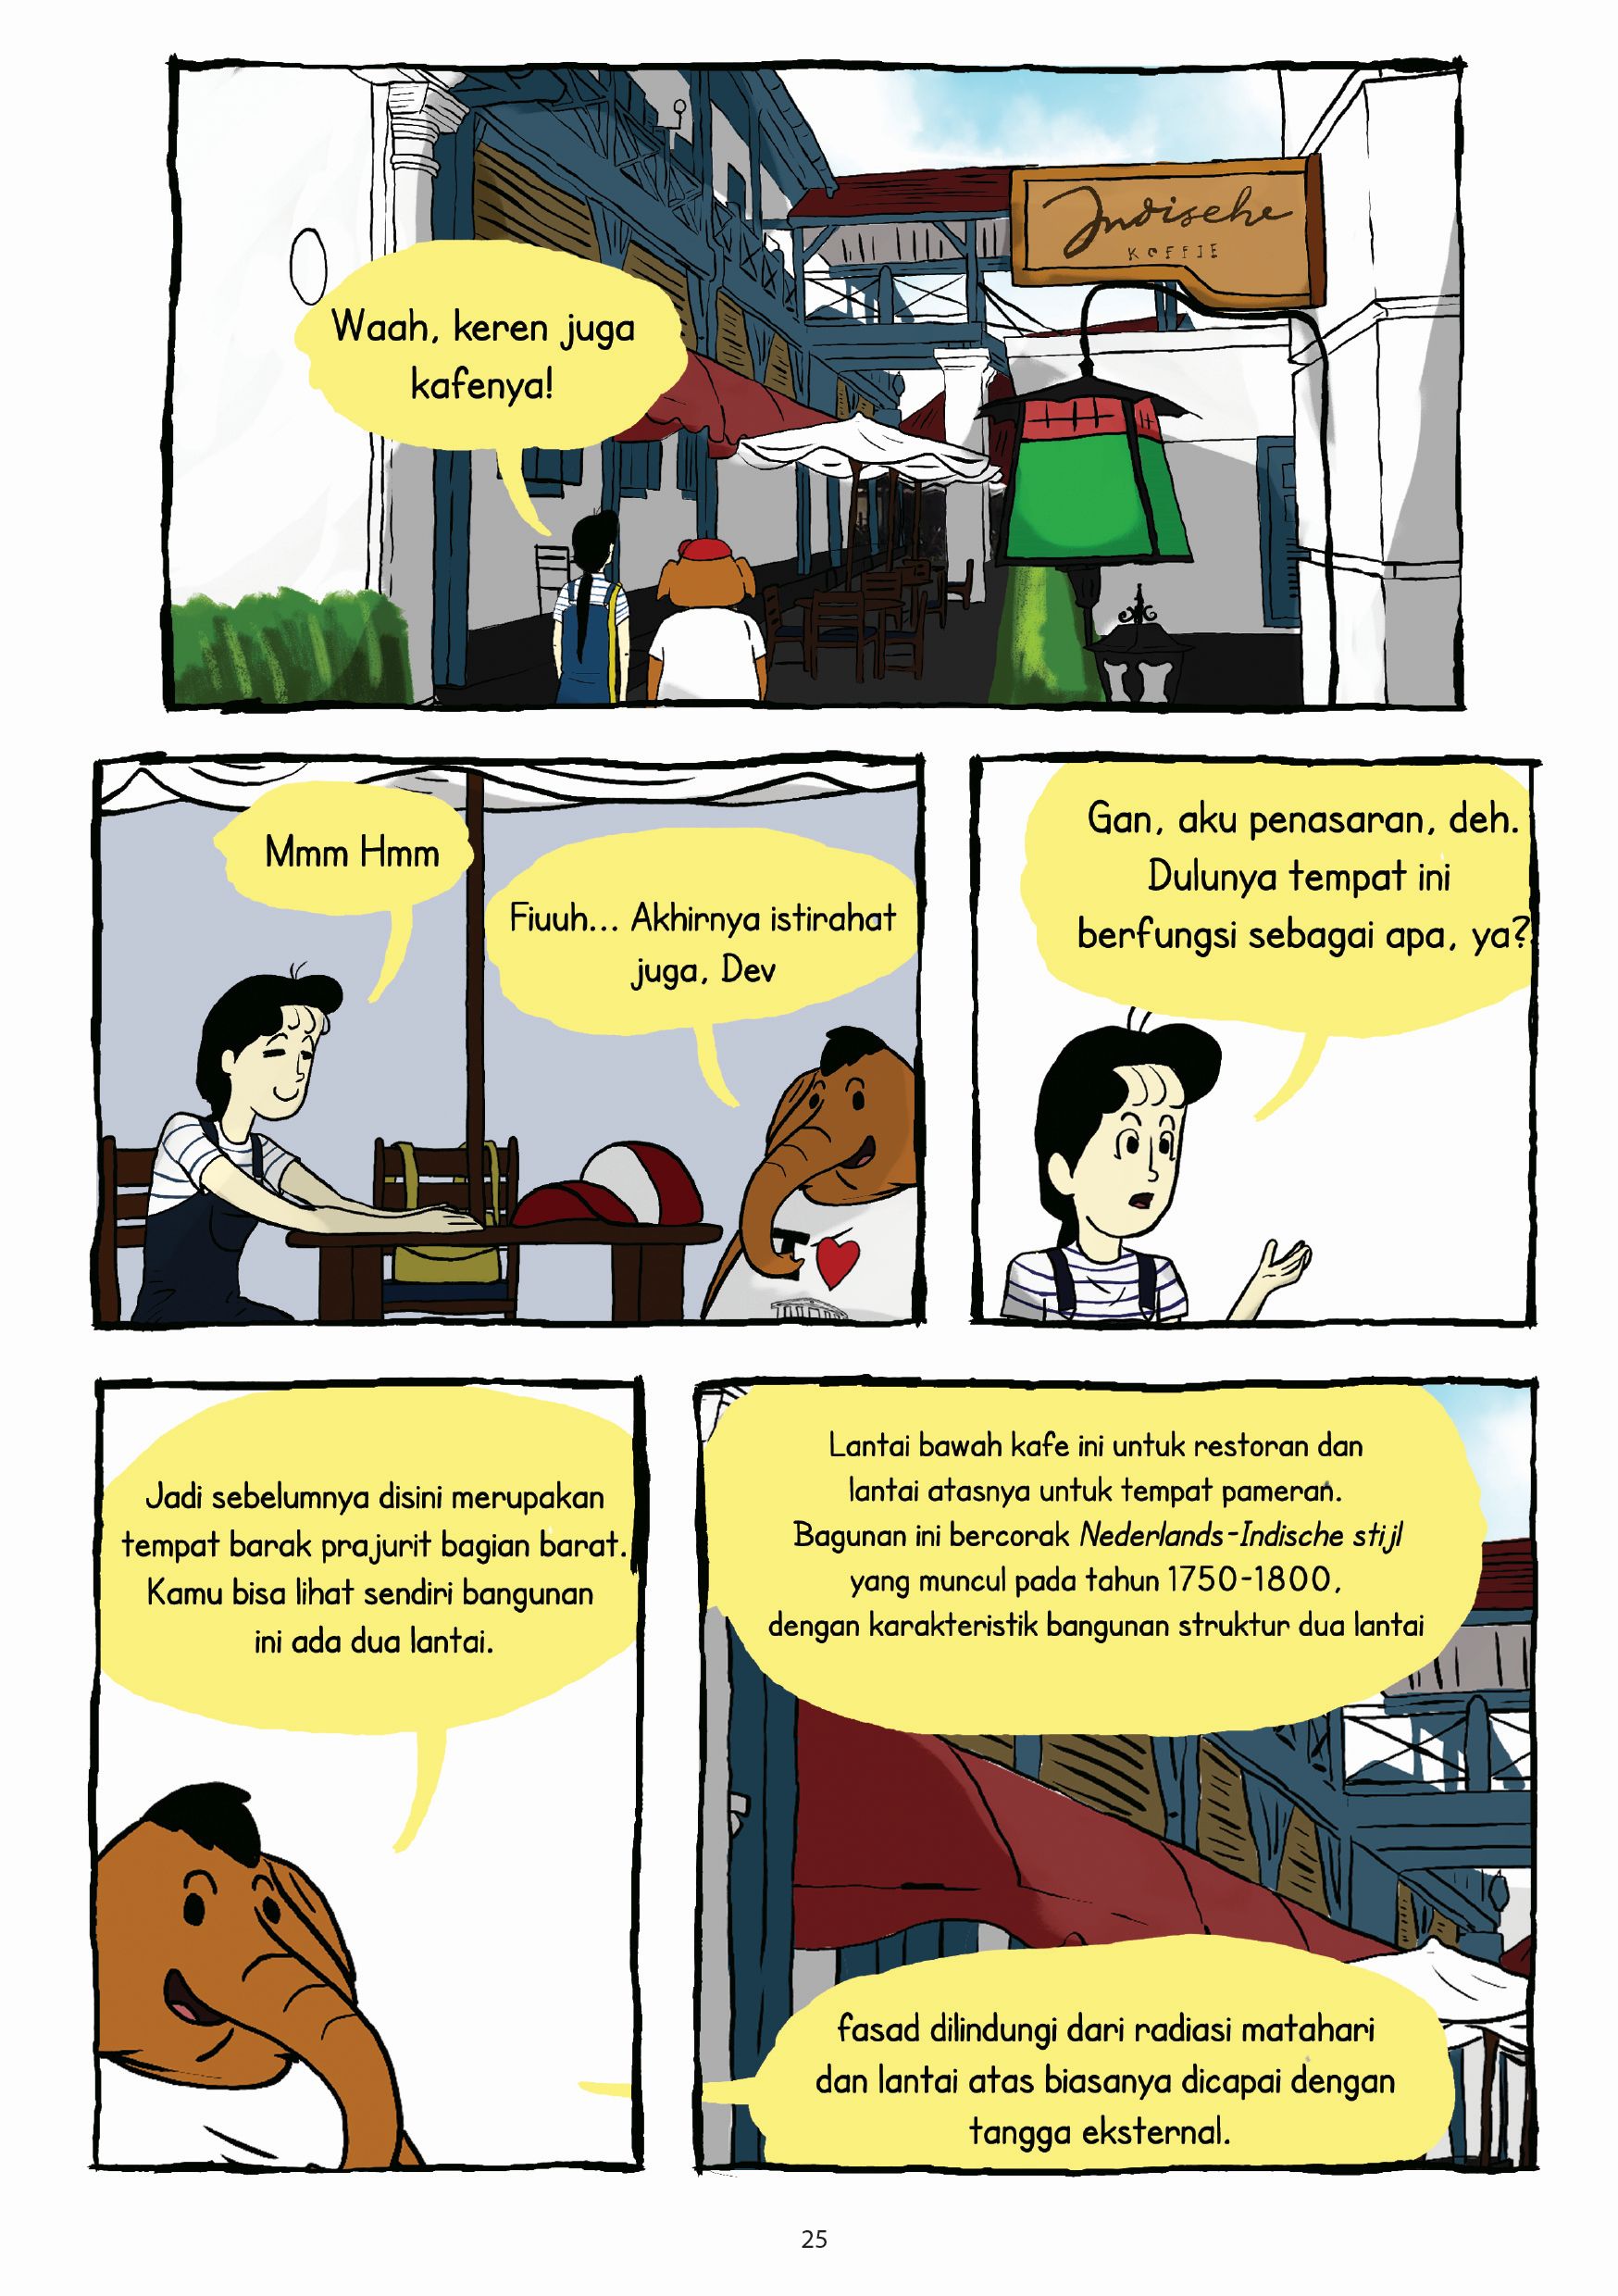 Indische
KOFFIE
Waah, keren juga
kafenya!
Mmm Hmm
Fiuuh... Akhirnya istirahat
juga, Dev
I
Gan, aku penasaran, deh.
Dulunya tempat ini
berfungsi sebagai apa, ya?
Jadi sebelumnya disini merupakan
tempat barak prajurit bagian barat.
Kamu bisa lihat sendiri bangunan
ini ada dua lantai.
Lantai bawah kafe ini untuk restoran dan
lantai atasnya untuk tempat pameran.
Bagunan ini bercorak Nederlands-Indische stijl
yang muncul pada tahun 1750-1800,
dengan karakteristik bangunan struktur dua lantai
fasad dilindungi dari radiasi matahari
dan lantai atas biasanya dicapai dengan
tangga eksternal.
25